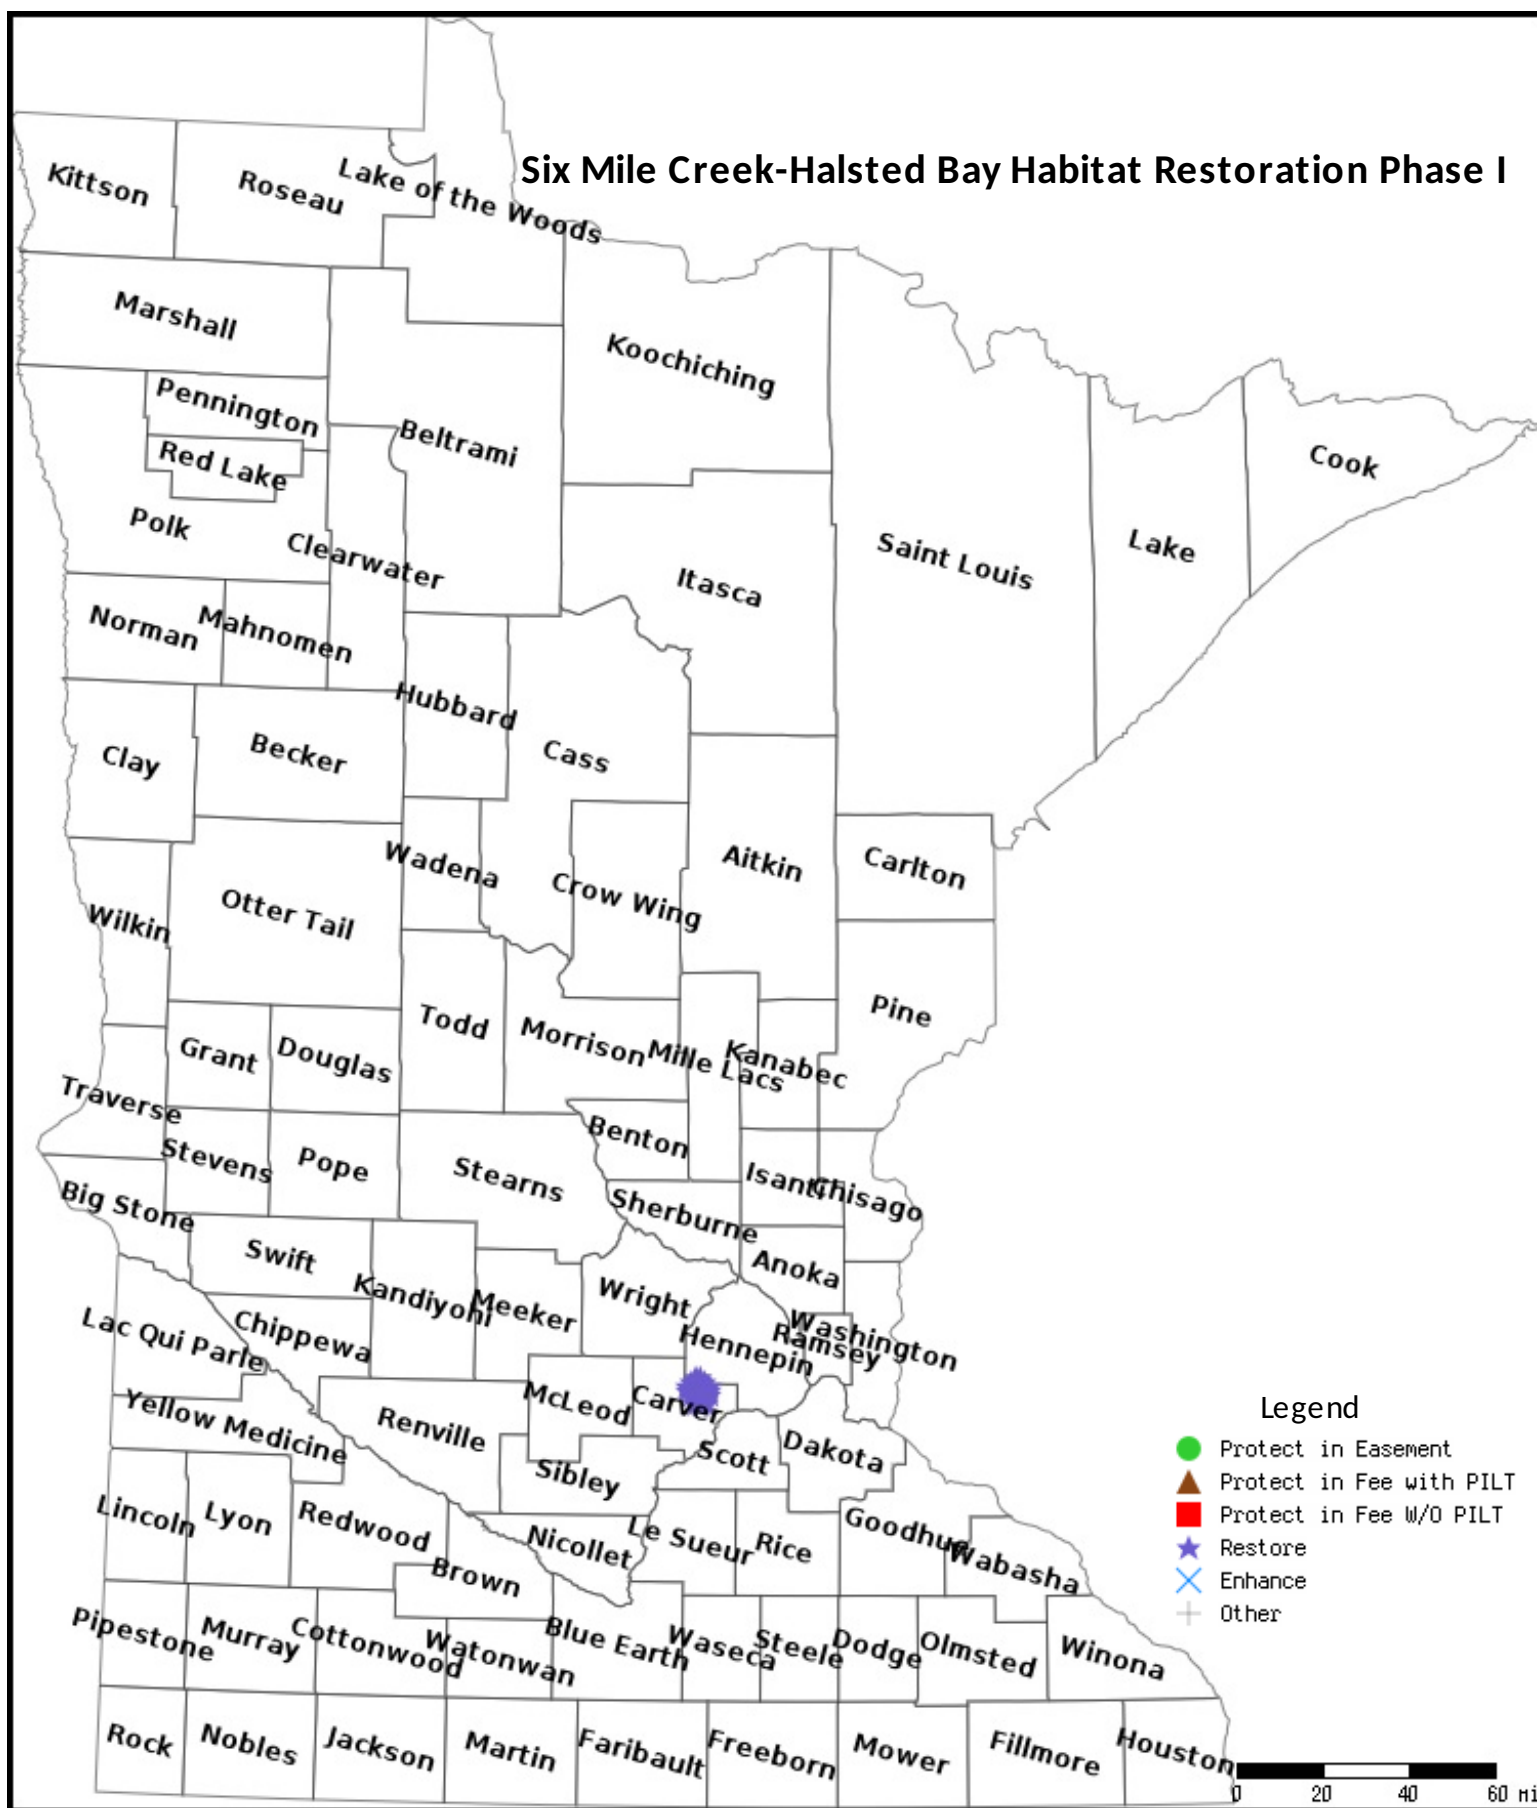 Six Mile Creek-Halsted Bay Habitat Restoration Phase I
Kittson
Roseau
Lake of the Woods
Marshall
Koochiching
Pennington
Beltrami
Red Lake
Cook
Polk
Clearwater
Saint Louis
Lake
Itasca
Norman
Mahnomen
Hubbard
Clay
Becker
Cass
Wadena
Aitkin
Carlton
Crow Wing
Otter Tail
Wilkin
Todd
Morrison
Mille Lacs
Kanabec
Pine
Grant
Douglas
Traverse
Benton
Stevens
Pope
Stearns
Isanti
Chisago
Big Stone
Sherburne
Swift
Anoka
Kandiyohi
Meeker
Wright
Lac Qui Parle
Chippewa
Hennepin
Ramsey
Washington
McLeod
Carver
Yellow Medicine
Renville
Scott
Dakota
Sibley
Lincoln
Lyon
Redwood
Nicollet
Le Sueur
Rice
Goodhue
Wabasha
Brown
Pipestone
Murray
Cottonwood
Watonwan
Blue Earth
Waseca
Steele
Dodge
Olmsted
Winona
Rock
Nobles
Jackson
Martin
Faribault
Freeborn
Mower
Fillmore
Houston
Legend
Protect in Easement
Protect in Fee with PILT
Protect in Fee W/O PILT
Restore
Enhance
Other
0 20 40 60 Mi